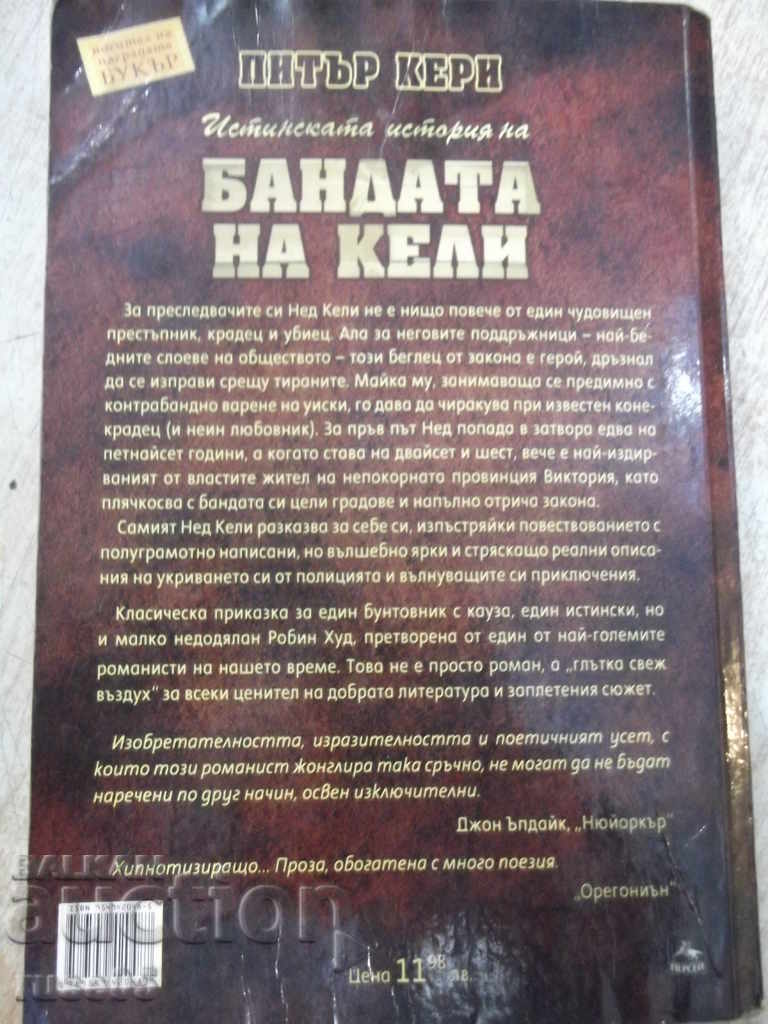 носител на
наградата
БУКЪР
ПИТЪР КЕРИ
Истинската история на
БАНДАТА
НА КЕЛИ
За преследвачите си Нед Кели не е нищо повече от един чудовищен
престъпник, крадец и убиец. Ала за неговите поддръжници – най-бе-
дните слоеве на обществото – този беглец от закона е герой, дръзнал
да се изправи срещу тираните. Майка му, занимаваща се предимно с
контрабандно варене на уиски, го дава да чиракува при известен коне-
крадец (и неин любовник). За пръв път Нед попада в затвора едва на
петнайсет години, а когато става на двайсет и шест, вече е най-издир-
ваният от властите жител на непокорната провинция Виктория, като
плячкосва с бандата си цели градове и напълно отрича закона.
Самият Нед Кели разказва за себе си, изпъстряйки повествованието с
полуграмотно написани, но вълшебно ярки и стряскащо реални описа-
ния на укриването си от полицията и вълнуващите си приключения.
Класическа приказка за един бунтовник с кауза, един истински, но
и малко недодялан Робин Худ, претворена от един от най-големите
романисти на нашето време. Това не е просто роман, а „глътка свеж
въздух“ за всеки ценител на добрата литература и заплетения сюжет.
Изобретателността, изразителността и поетичният усет, с
които този романист жонглира така сръчно, не могат да не бъдат
наречени по друг начин, освен изключителни.
Джон Ъпдайк, „Нюйоркър“
Хипнотизиращо... Проза, обогатена с много поезия.
„Орегониън“
BALKAN
auction
Цена 11 98 лв.
ПЕРСЕЙ